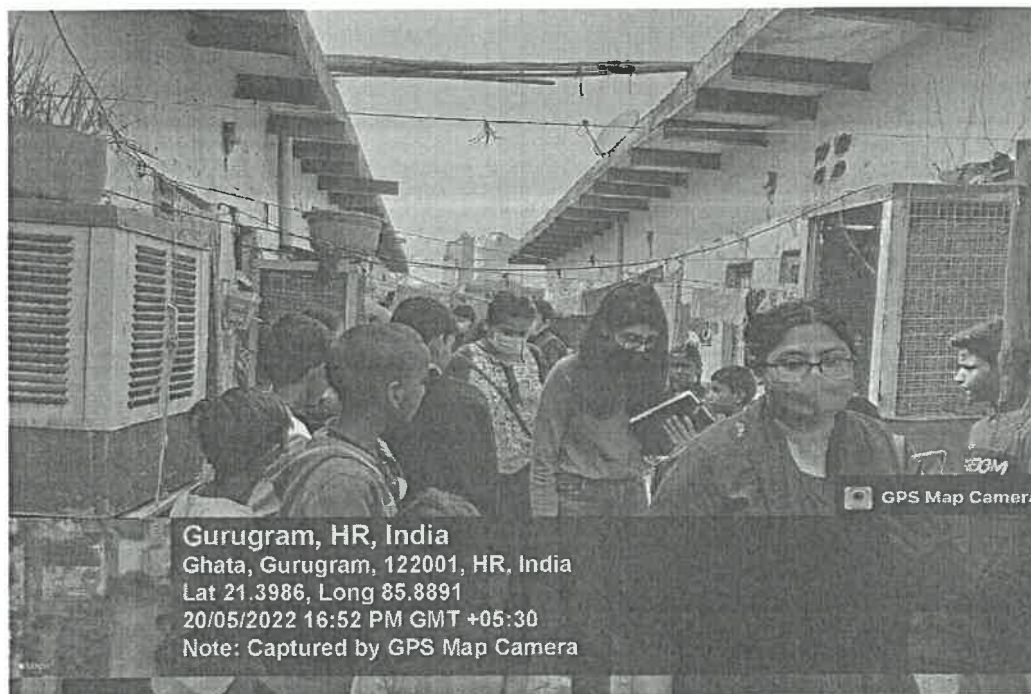 GPS Map Camera
Gurugram, HR, India
Ghata, Gurugram, 122001, HR, India
Lat 21.3986, Long 85.8891
20/05/2022 16:52 PM GMT +05:30
Note: Captured by GPS Map Camera